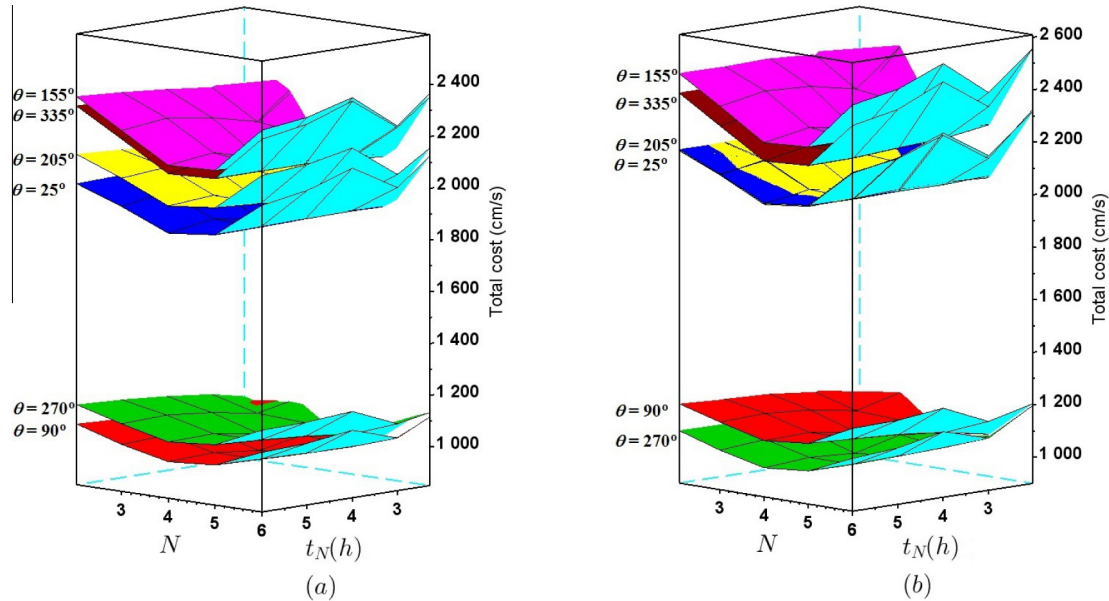 θ = 155°
θ = 335°
θ = 205°
θ = 25°
θ = 270°
θ = 90°
2 400
2 200
2 000
1 800
1 600
1 400
1 200
1 000
Total cost (cm/s)
3
4
5
6
5
4
3
N
t_N(h)
(a)
θ = 155°
θ = 335°
θ = 205°
θ = 25°
θ = 90°
θ = 270°
2 600
2 400
2 200
2 000
1 800
1 600
1 400
1 200
1 000
Total cost (cm/s)
3
4
5
6
5
4
3
N
t_N(h)
(b)